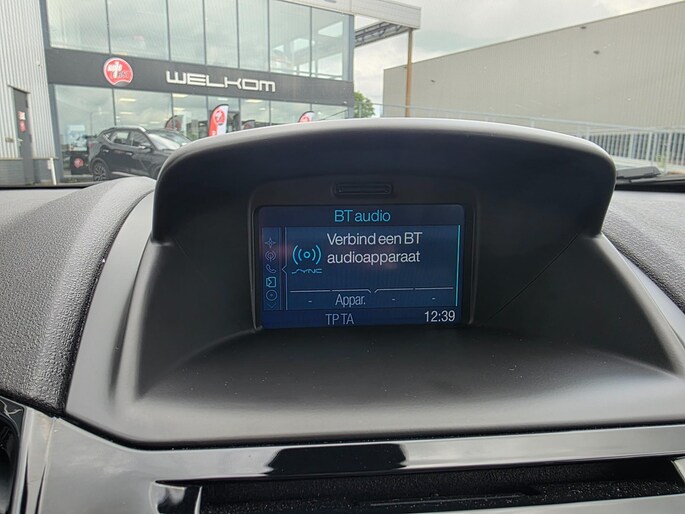 WELKOM
BT audio
Verbind een BT
audioapparaat
SYNC
- Appar. - -
TP TA
12:39